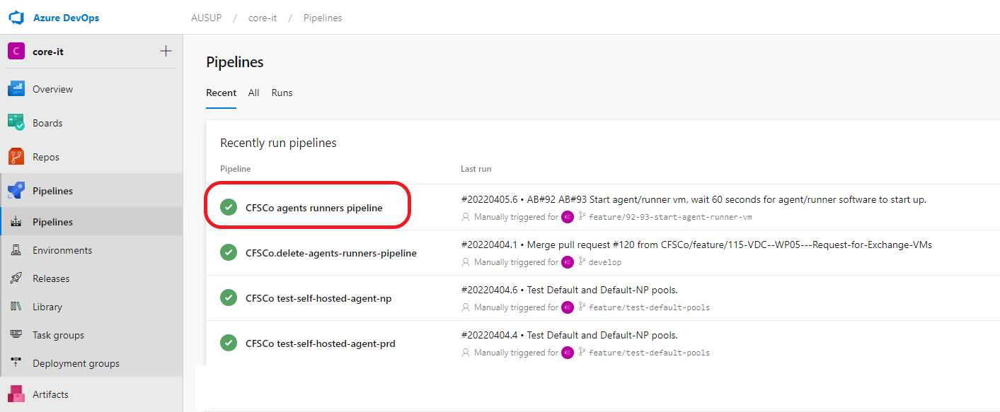 Azure DevOps
AUSUP / core-it / Pipelines
C core-it
Overview
Boards
Repos
Pipelines
Pipelines
Environments
Releases
Library
Task groups
Deployment groups
Artifacts
Pipelines
Recent All Runs
Recently run pipelines
Pipeline Last run
CFSCo agents runners pipeline
#20220405.6 • AB#92 AB#93 Start agent/runner vm, wait 60 seconds for agent/runner software to start up.
Manually triggered for KC feature/92-93-start-agent-runner-vm
CFSCo.delete-agents-runners-pipeline
#20220404.1 • Merge pull request #120 from CFSCo/feature/115-VDC--WP05---Request-for-Exchange-VMs
Manually triggered for KC develop
CFSCo test-self-hosted-agent-np
#20220404.6 • Test Default and Default-NP pools.
Manually triggered for KC feature/test-default-pools
CFSCo test-self-hosted-agent-prd
#20220404.4 • Test Default and Default-NP pools.
Manually triggered for KC feature/test-default-pools